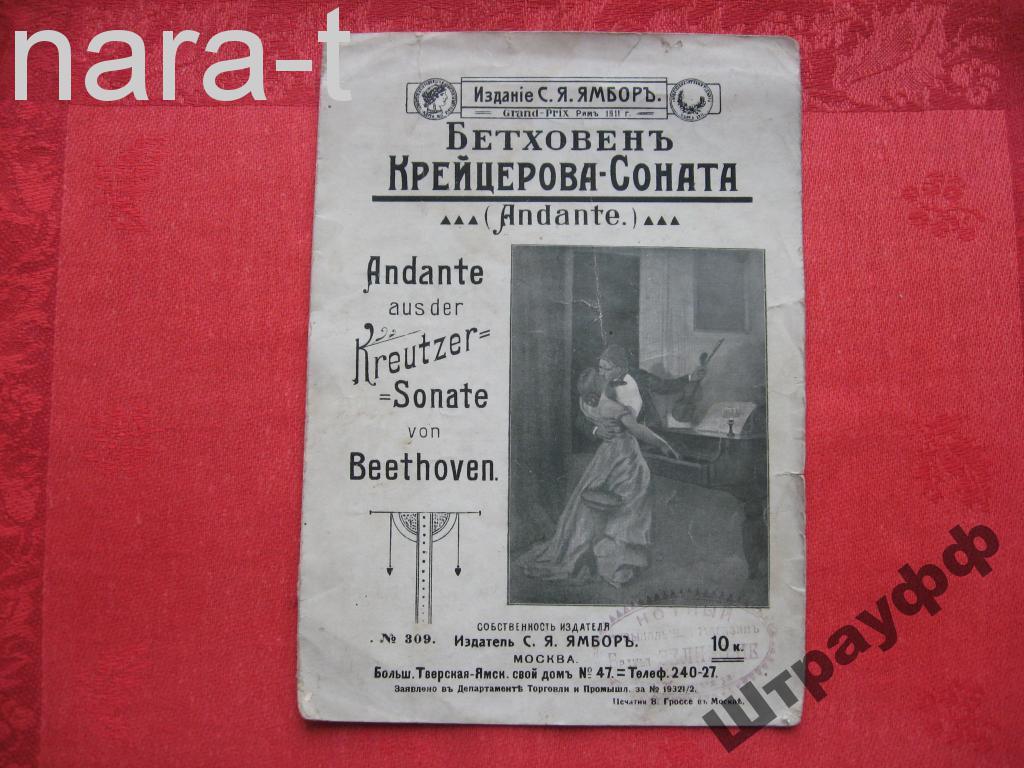 nara-t
Изданіе С. Я. ЯМБОРЪ.
Grand-Prix Римъ 1911 г.
БЕТХОВЕНЪ
КРЕЙЦЕРОВА-СОНАТА
(Andante.)
Andante
aus der
Kreutzer=
=Sonate
von
Beethoven.
СОБСТВЕННОСТЬ ИЗДАТЕЛЯ
№ 309. Издатель С. Я. ЯМБОРЪ. 10 к.
МОСКВА.
Больш. Тверская-Ямск. свой домъ № 47. = Телеф. 240-27.
Заявлено въ Департаментѣ Торговли и Промышл. за № 19321/2.
Печатня В. Гроссе въ Москвѣ.
НОТНЫЙ
штрауфф